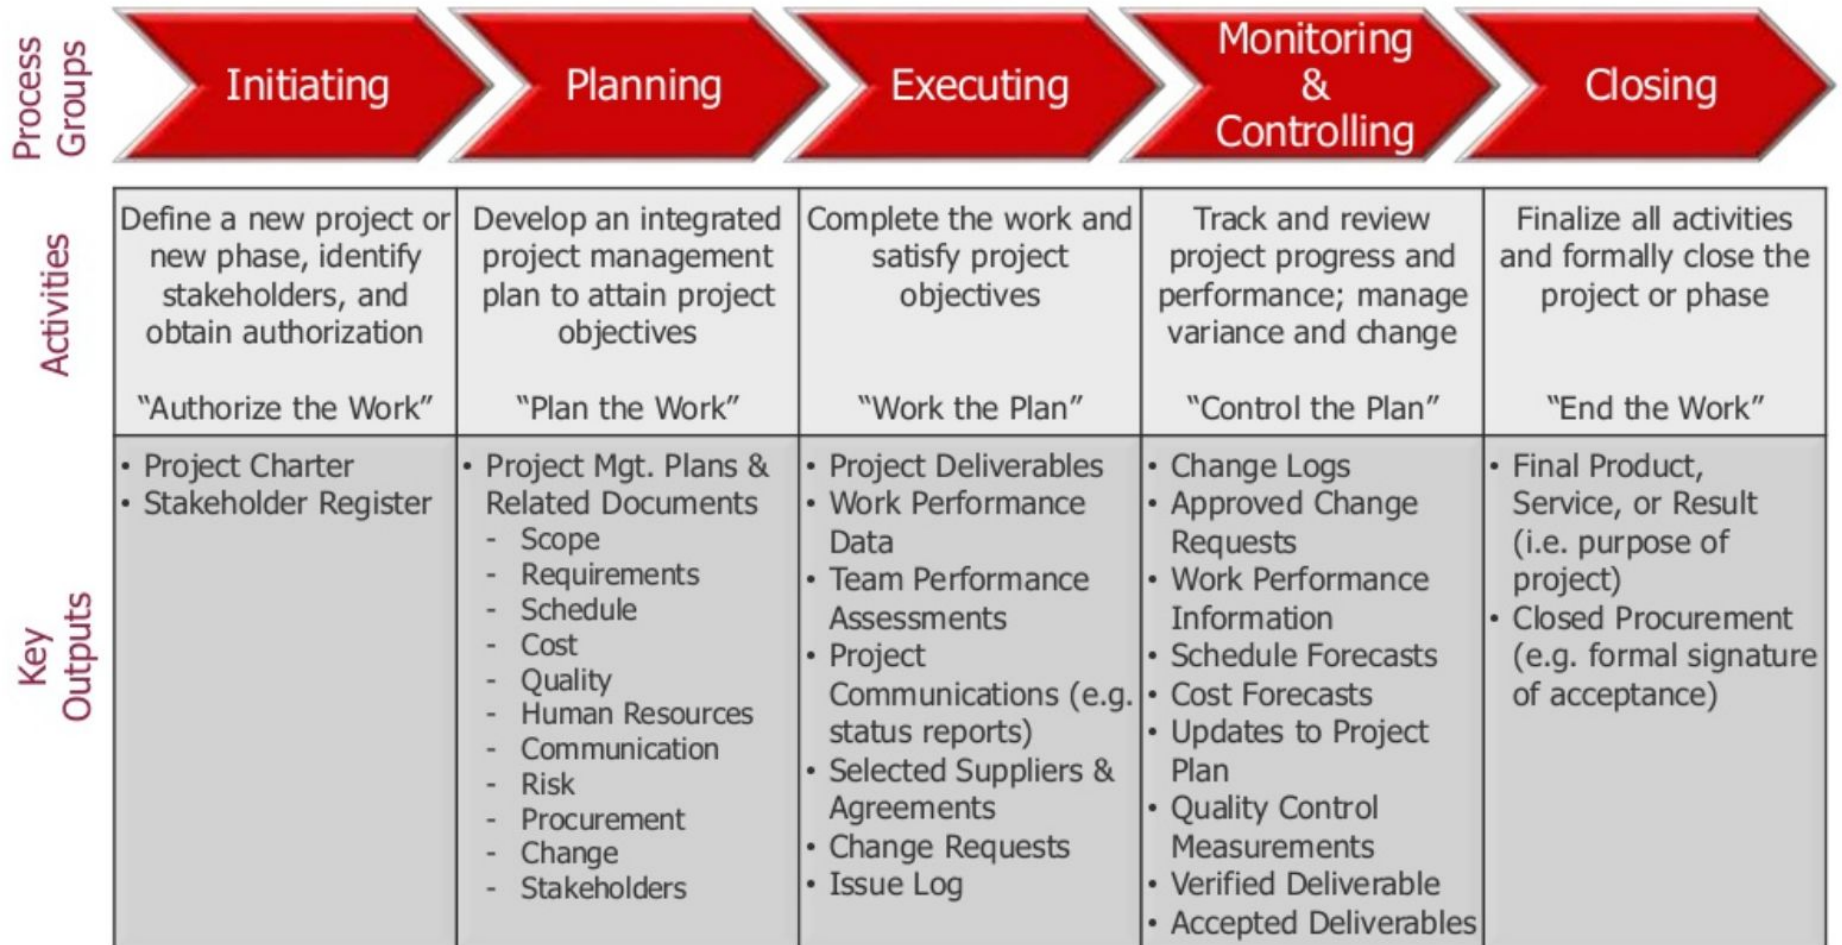 Process
Groups
Initiating
Planning
Executing
Monitoring
&
Controlling
Closing
Activities
Define a new project or
new phase, identify
stakeholders, and
obtain authorization
“Authorize the Work”
Develop an integrated
project management
plan to attain project
objectives
“Plan the Work”
Complete the work and
satisfy project
objectives
“Work the Plan”
Track and review
project progress and
performance; manage
variance and change
“Control the Plan”
Finalize all activities
and formally close the
project or phase
“End the Work”
Key
Outputs
• Project Charter
• Stakeholder Register
• Project Mgt. Plans &
Related Documents
- Scope
- Requirements
- Schedule
- Cost
- Quality
- Human Resources
- Communication
- Risk
- Procurement
- Change
- Stakeholders
• Project Deliverables
• Work Performance
Data
• Team Performance
Assessments
• Project
Communications (e.g.
status reports)
• Selected Suppliers &
Agreements
• Change Requests
• Issue Log
• Change Logs
• Approved Change
Requests
• Work Performance
Information
• Schedule Forecasts
• Cost Forecasts
• Updates to Project
Plan
• Quality Control
Measurements
• Verified Deliverable
• Accepted Deliverables
• Final Product,
Service, or Result
(i.e. purpose of
project)
• Closed Procurement
(e.g. formal signature
of acceptance)